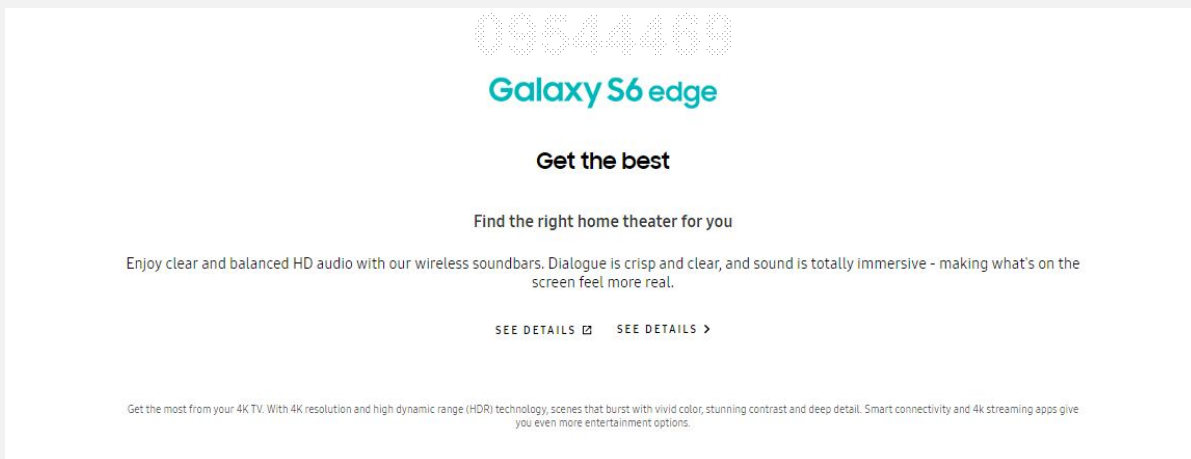 09544469
Galaxy S6 edge
Get the best
Find the right home theater for you
Enjoy clear and balanced HD audio with our wireless soundbars. Dialogue is crisp and clear, and sound is totally immersive - making what's on the
screen feel more real.
SEE DETAILS SEE DETAILS
Get the most from your 4K TV. With 4K resolution and high dynamic range (HDR) technology, scenes that burst with vivid color, stunning contrast and deep detail. Smart connectivity and 4k streaming apps give
you even more entertainment options.